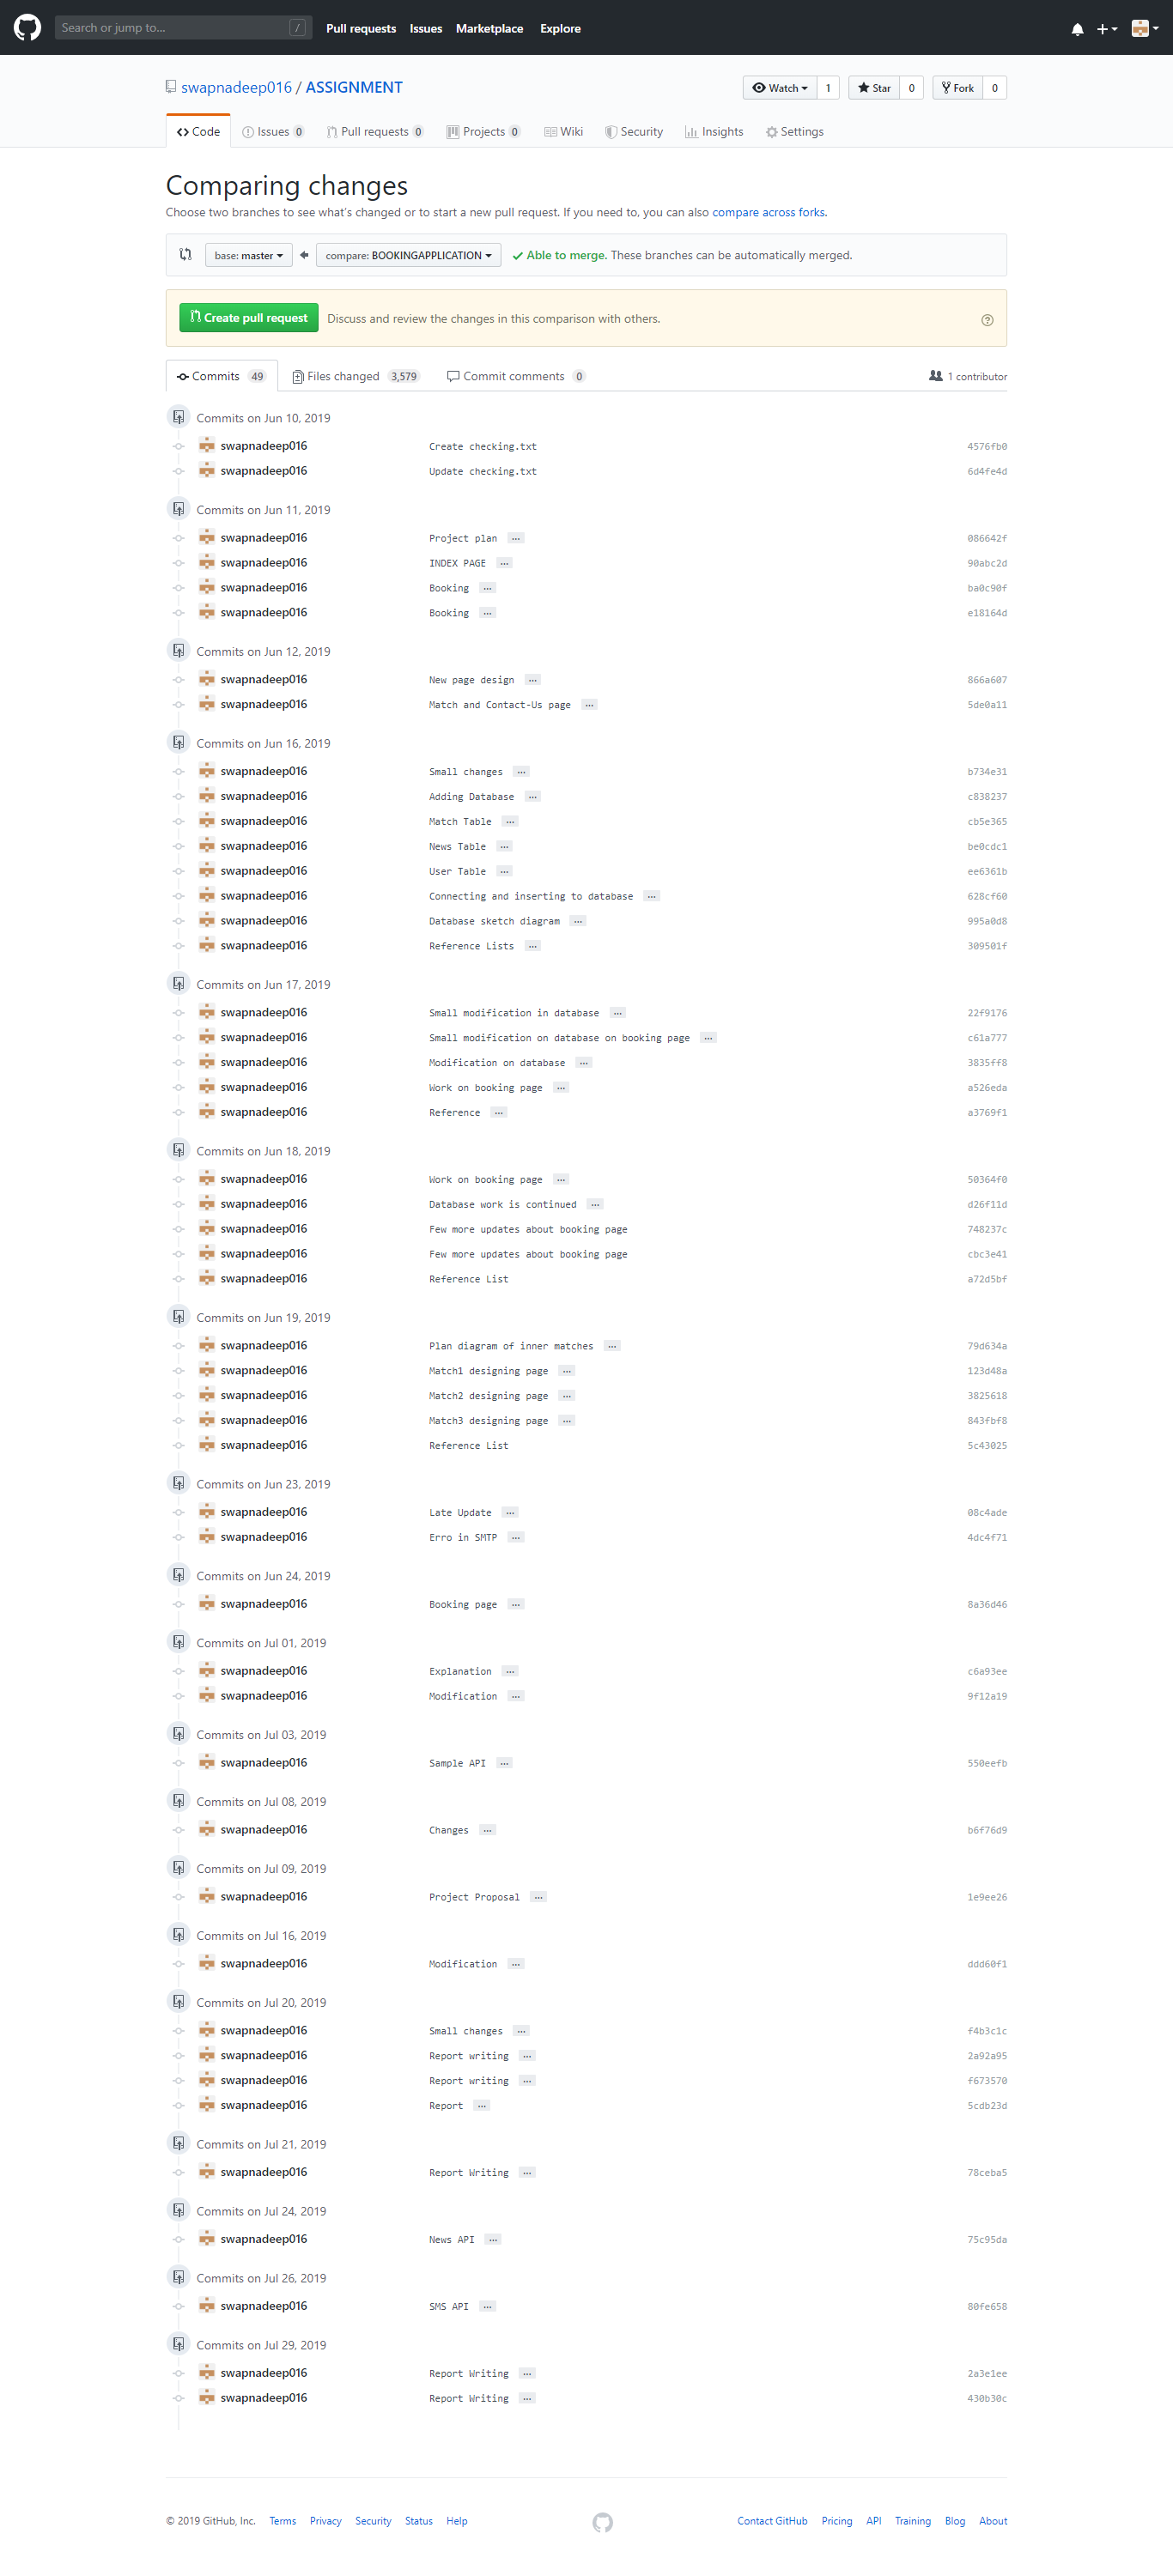 Search or jump to... / Pull requests Issues Marketplace Explore
swapnadeep016 / ASSIGNMENT Watch 1 Star 0 Fork 0
Code Issues 0 Pull requests 0 Projects 0 Wiki Security Insights Settings
Comparing changes
Choose two branches to see what's changed or to start a new pull request. If you need to, you can also compare across forks.
base: master compare: BOOKINGAPPLICATION Able to merge. These branches can be automatically merged.
Create pull request Discuss and review the changes in this comparison with others.
Commits 49 Files changed 3,579 Commit comments 0 1 contributor
Commits on Jun 10, 2019
swapnadeep016 Create checking.txt 4576fb0
swapnadeep016 Update checking.txt 6d4fe4d
Commits on Jun 11, 2019
swapnadeep016 Project plan … 086642f
swapnadeep016 INDEX PAGE … 90abc2d
swapnadeep016 Booking … ba0c90f
swapnadeep016 Booking … e18164d
Commits on Jun 12, 2019
swapnadeep016 New page design … 866a607
swapnadeep016 Match and Contact-Us page … 5de0a11
Commits on Jun 16, 2019
swapnadeep016 Small changes … b734e31
swapnadeep016 Adding Database … c838237
swapnadeep016 Match Table … cb5e365
swapnadeep016 News Table … be0cdc1
swapnadeep016 User Table … ee6361b
swapnadeep016 Connecting and inserting to database … 628cf60
swapnadeep016 Database sketch diagram … 995a0d8
swapnadeep016 Reference Lists … 309501f
Commits on Jun 17, 2019
swapnadeep016 Small modification in database … 22f9176
swapnadeep016 Small modification on database on booking page … c61a777
swapnadeep016 Modification on database … 3835ff8
swapnadeep016 Work on booking page … a526eda
swapnadeep016 Reference … a3769f1
Commits on Jun 18, 2019
swapnadeep016 Work on booking page … 50364f0
swapnadeep016 Database work is continued … d26f11d
swapnadeep016 Few more updates about booking page 748237c
swapnadeep016 Few more updates about booking page cbc3e41
swapnadeep016 Reference List a72d5bf
Commits on Jun 19, 2019
swapnadeep016 Plan diagram of inner matches … 79d634a
swapnadeep016 Match1 designing page … 123d48a
swapnadeep016 Match2 designing page … 3825618
swapnadeep016 Match3 designing page … 843fbf8
swapnadeep016 Reference List 5c43025
Commits on Jun 23, 2019
swapnadeep016 Late Update … 08c4ade
swapnadeep016 Erro in SMTP … 4dc4f71
Commits on Jun 24, 2019
swapnadeep016 Booking page … 8a36d46
Commits on Jul 01, 2019
swapnadeep016 Explanation … c6a93ee
swapnadeep016 Modification … 9f12a19
Commits on Jul 03, 2019
swapnadeep016 Sample API … 550eefb
Commits on Jul 08, 2019
swapnadeep016 Changes … b6f76d9
Commits on Jul 09, 2019
swapnadeep016 Project Proposal … 1e9ee26
Commits on Jul 16, 2019
swapnadeep016 Modification … ddd60f1
Commits on Jul 20, 2019
swapnadeep016 Small changes … f4b3c1c
swapnadeep016 Report writing … 2a92a95
swapnadeep016 Report writing … f673570
swapnadeep016 Report … 5cdb23d
Commits on Jul 21, 2019
swapnadeep016 Report Writing … 78ceba5
Commits on Jul 24, 2019
swapnadeep016 News API … 75c95da
Commits on Jul 26, 2019
swapnadeep016 SMS API … 80fe658
Commits on Jul 29, 2019
swapnadeep016 Report Writing … 2a3e1ee
swapnadeep016 Report Writing … 430b30c
© 2019 GitHub, Inc. Terms Privacy Security Status Help Contact GitHub Pricing API Training Blog About